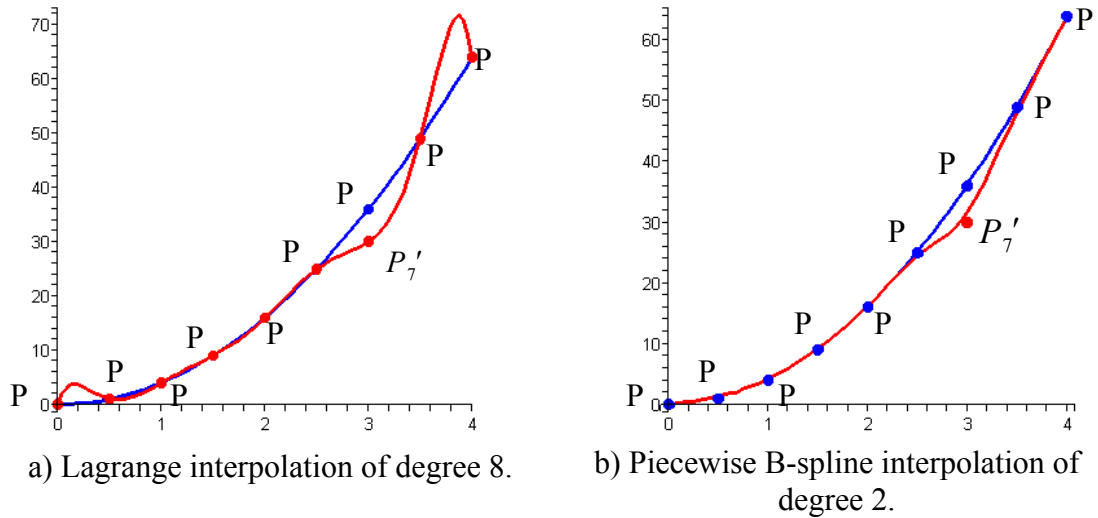 70
60
50
40
30
20
10
0
0 1 2 3 4
P
P
P
P
P
P
P
P
P
P₇′
60
50
40
30
20
10
0
0 1 2 3 4
P
P
P
P
P
P
P
P
P₇′
a) Lagrange interpolation of degree 8.
b) Piecewise B-spline interpolation of
degree 2.